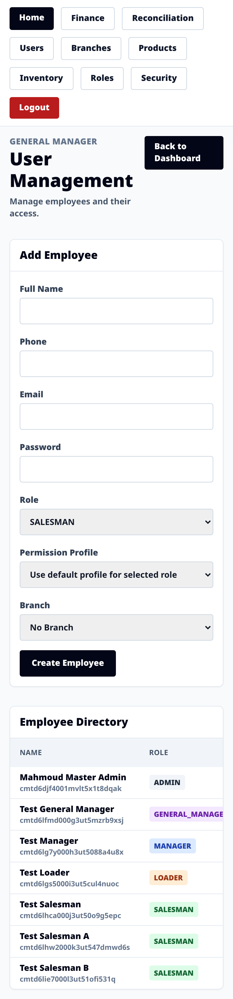 Home Finance Reconciliation
Users Branches Products
Inventory Roles Security
Logout
GENERAL MANAGER
User
Management
Manage employees and their
access.
Back to
Dashboard
Add Employee
Full Name
Phone
Email
Password
Role
SALESMAN
Permission Profile
Use default profile for selected role
Branch
No Branch
Create Employee
Employee Directory
NAME ROLE
Mahmoud Master Admin ADMIN
cmtd6djf4001mvlt5x1t8dqak
Test General Manager GENERAL_MANAGE
cmtd6lfmd000g3ut5mzrb9xsj
Test Manager MANAGER
cmtd6lg7y000h3ut5088a4u8x
Test Loader LOADER
cmtd6lgs5000i3ut5cul4nuoc
Test Salesman SALESMAN
cmtd6lhca000j3ut50o9g5epc
Test Salesman A SALESMAN
cmtd6lhw2000k3ut547dmwd6s
Test Salesman B SALESMAN
cmtd6lie7000l3ut51ofi531q